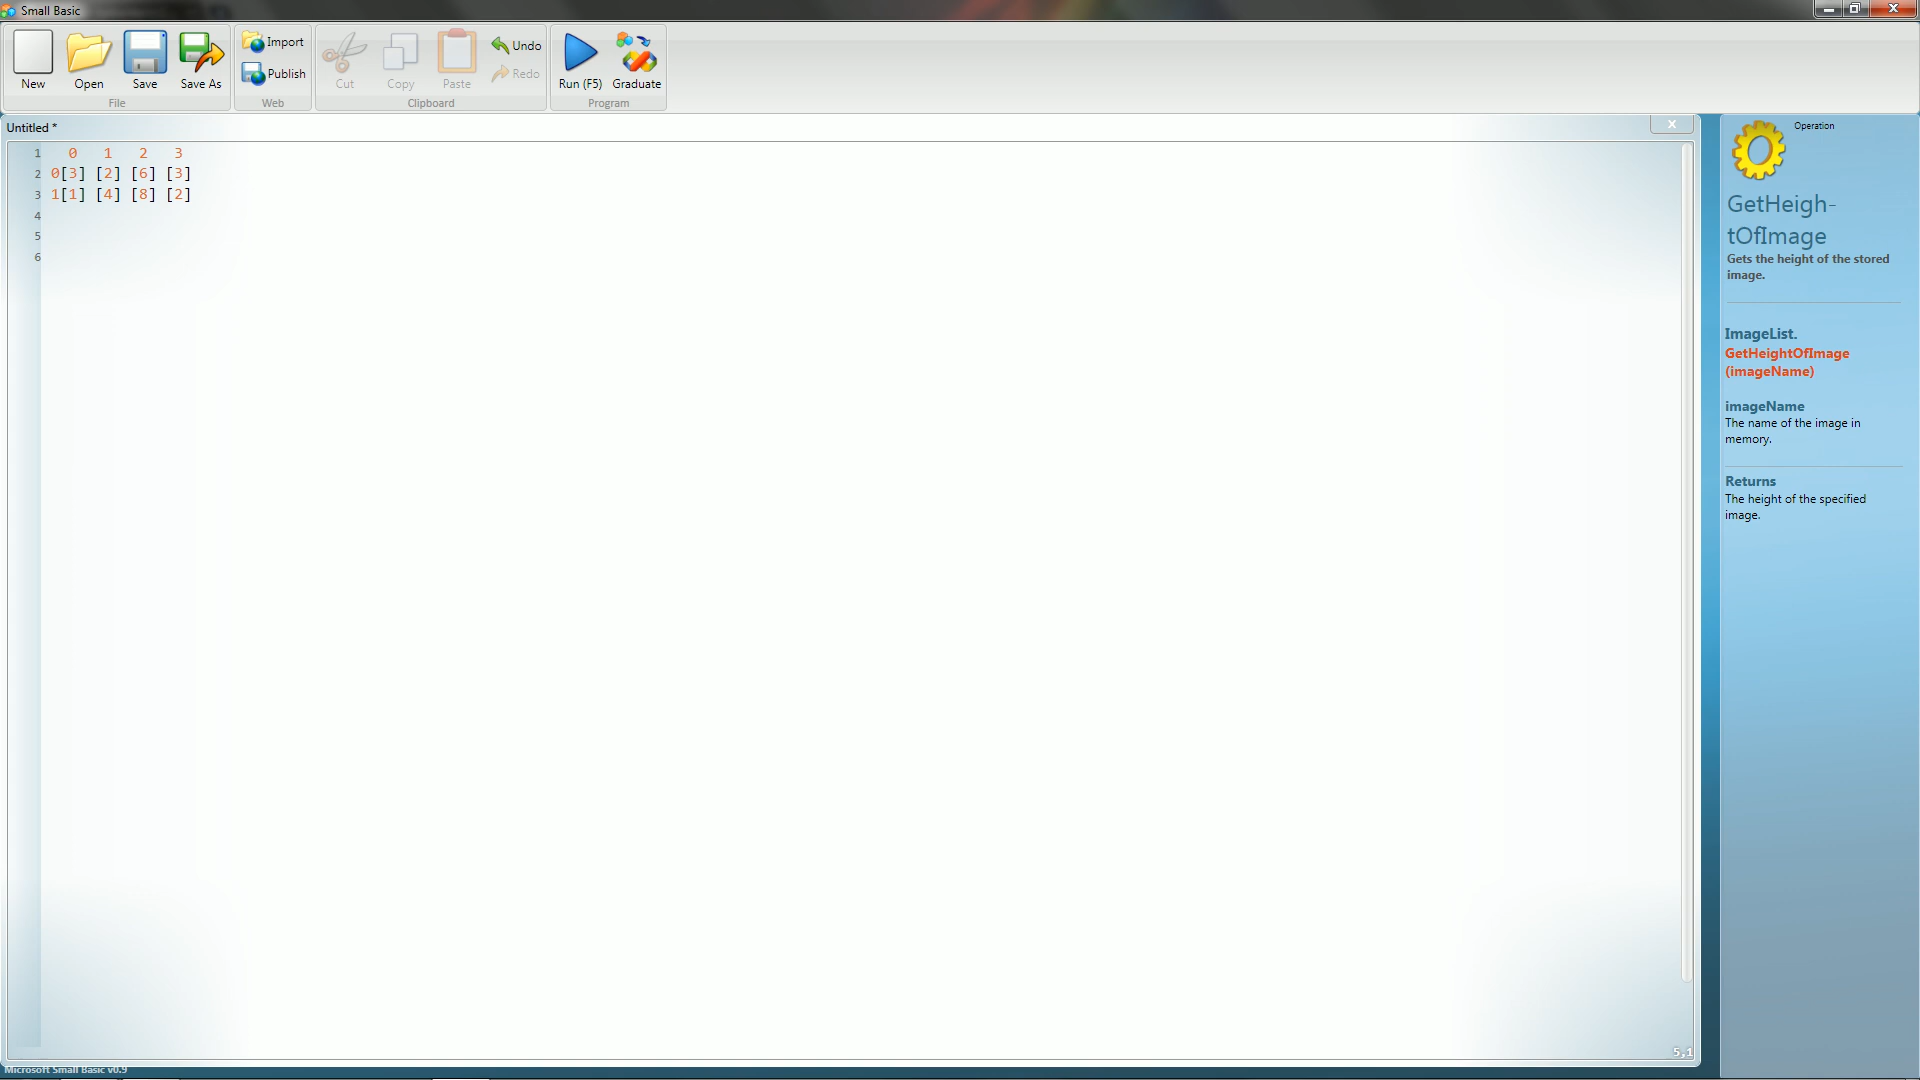 Small Basic
New
Open
Save
Save As
File
Import
Publish
Web
Cut
Copy
Paste
Undo
Redo
Clipboard
Run (F5)
Graduate
Program
Untitled *
1 0 1 2 3
2 0[3] [2] [6] [3]
3 1[1] [4] [8] [2]
4
5
6
5,1
Operation
GetHeigh-
tOfImage
Gets the height of the stored
image.
ImageList.
GetHeightOfImage
(imageName)
imageName
The name of the image in
memory.
Returns
The height of the specified
image.
Microsoft Small Basic v0.9